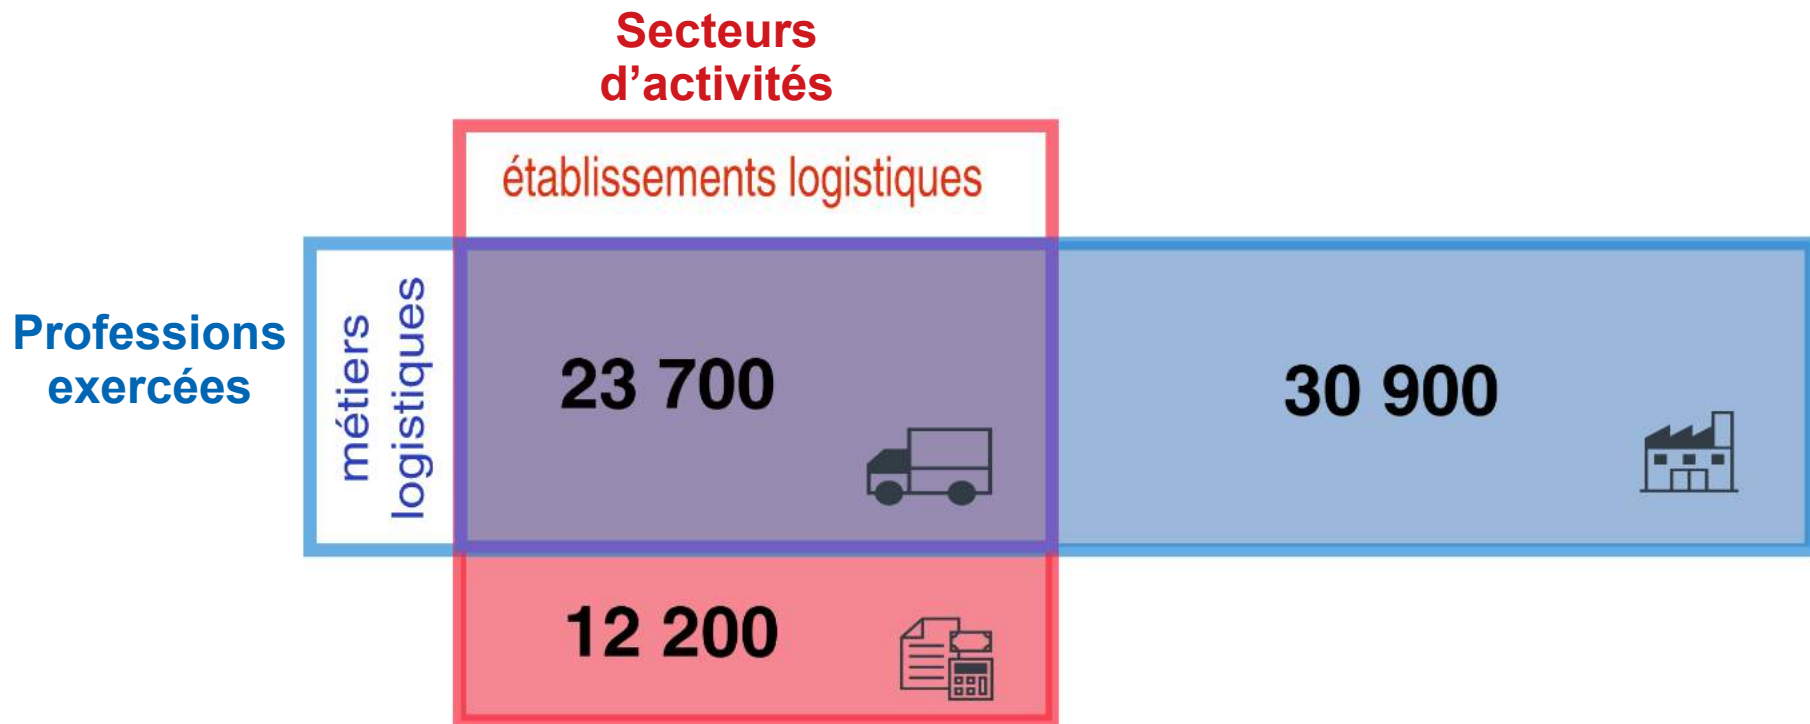 Secteurs
d’activités
établissements logistiques
Professions
exercées
métiers
logistiques
23 700
30 900
12 200